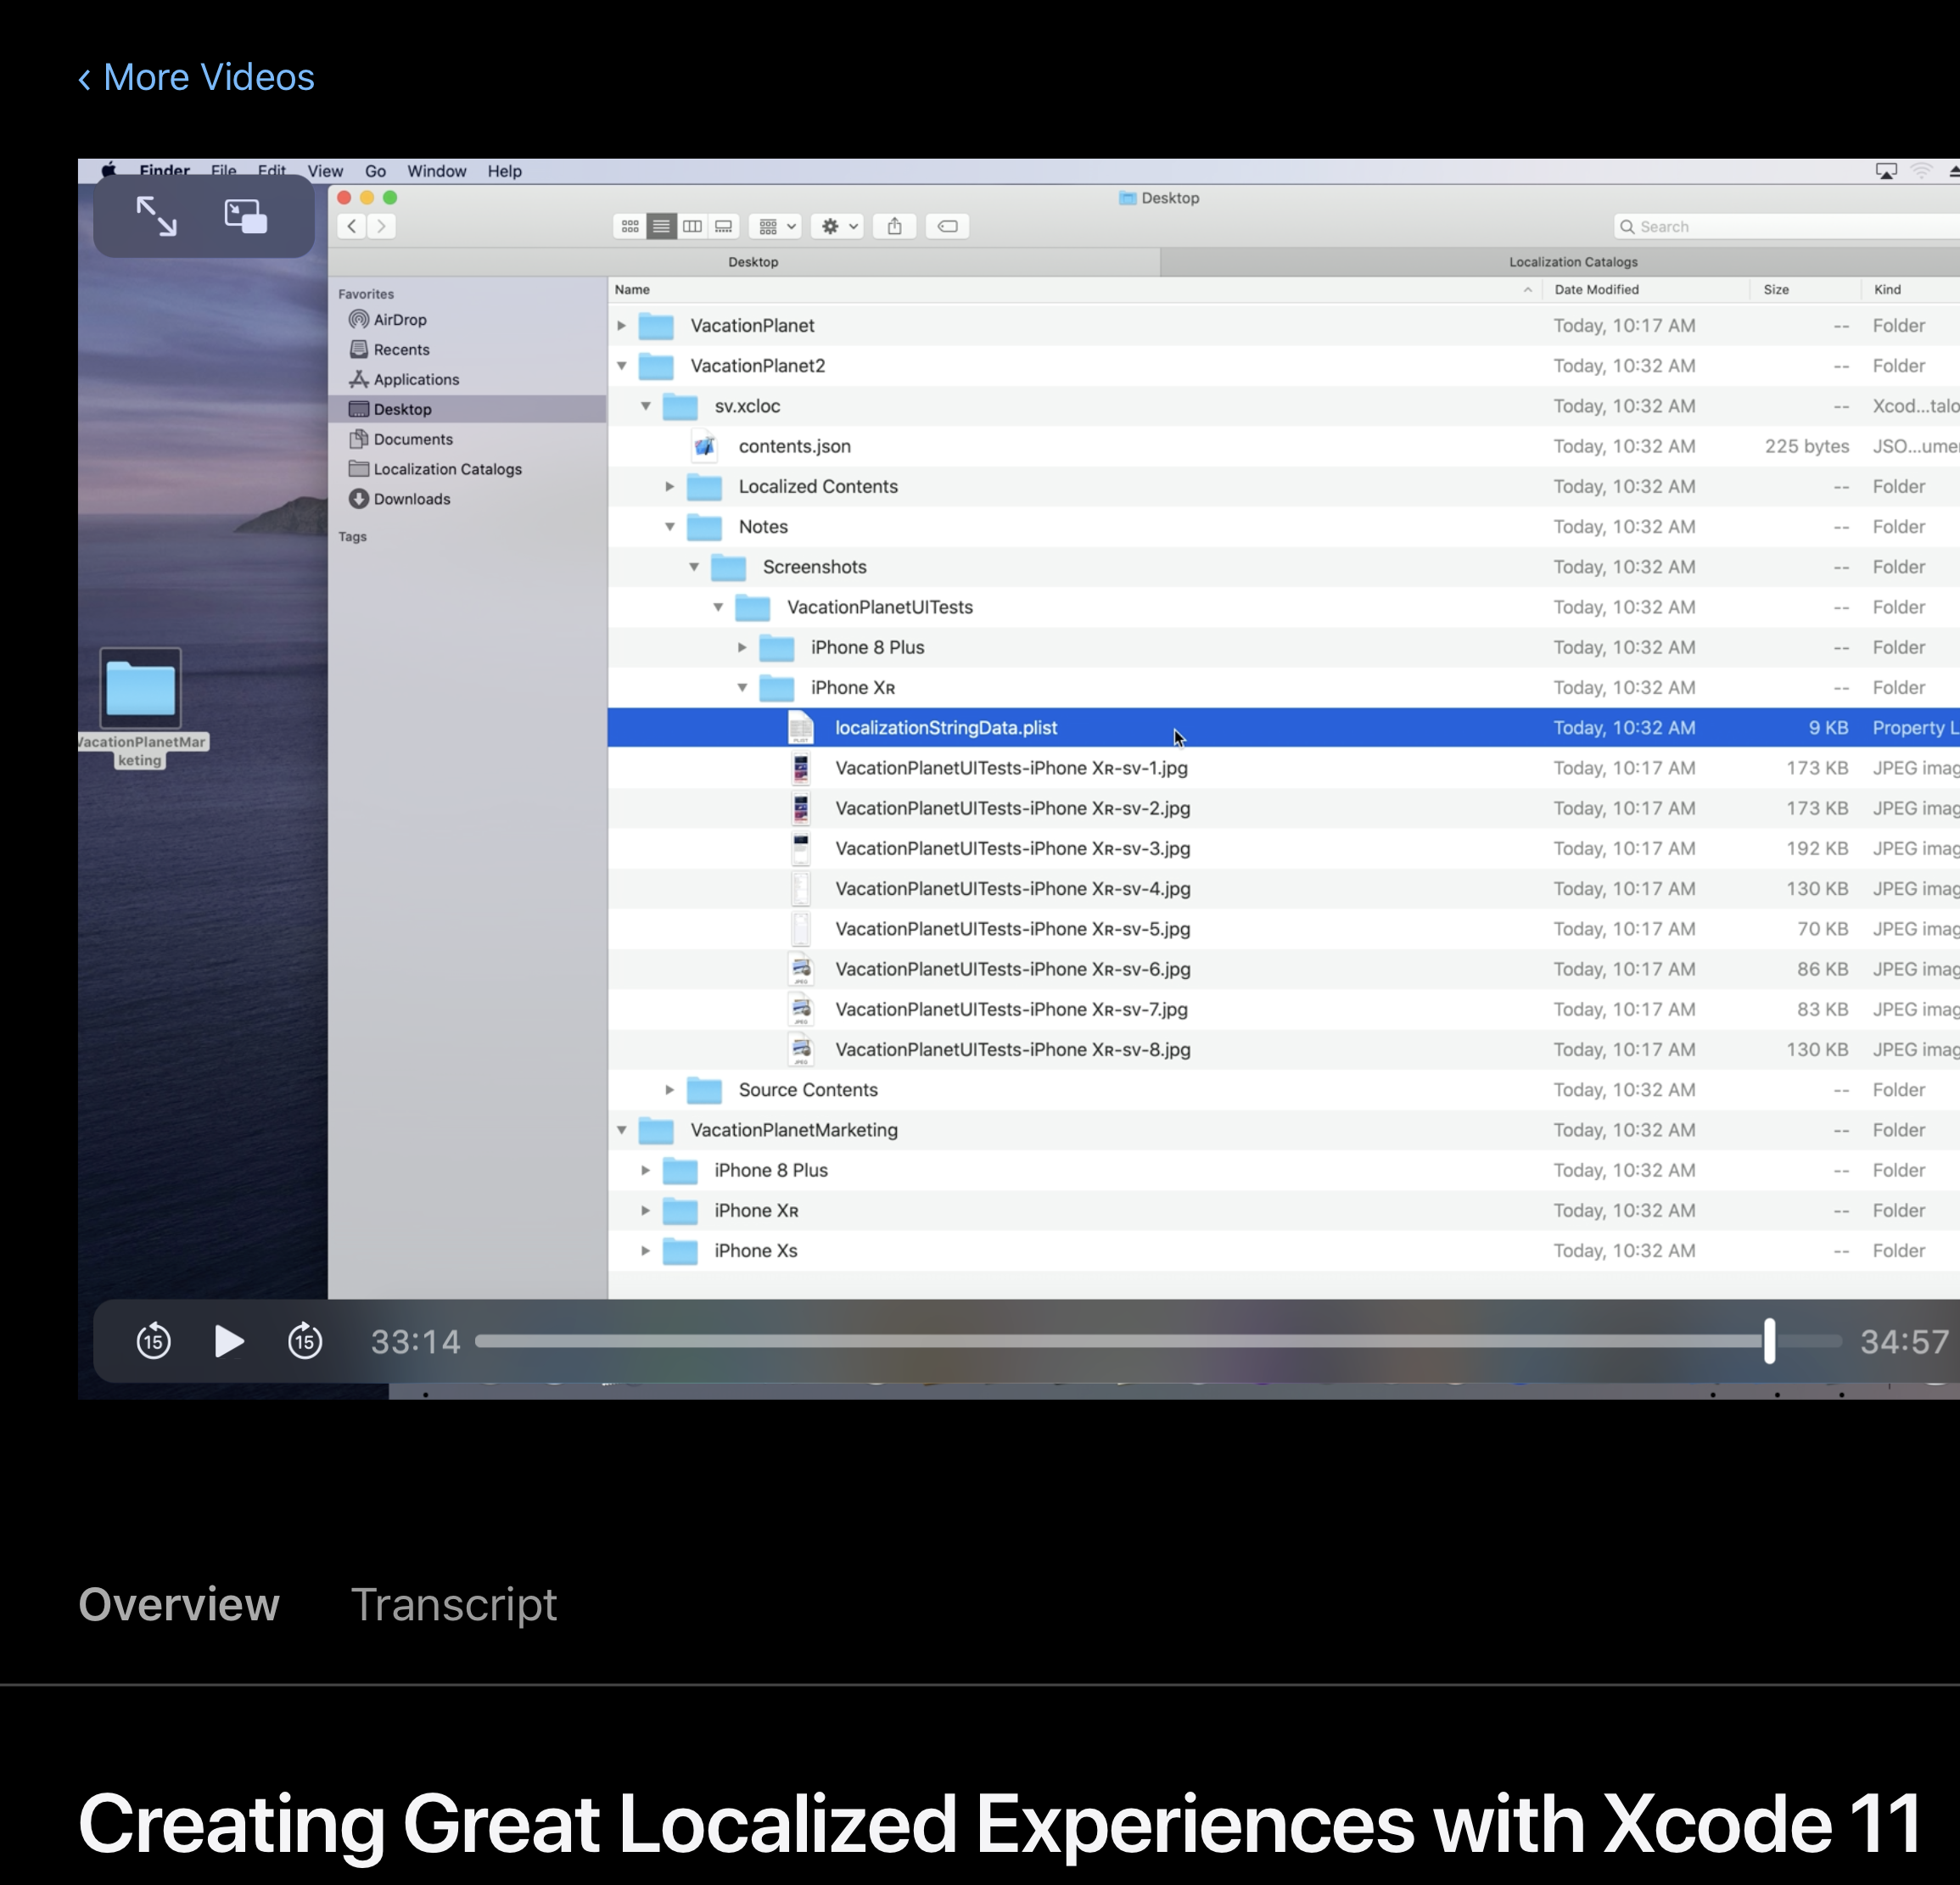 ‹ More Videos
Finder File Edit View Go Window Help
Desktop
Search
Desktop
Localization Catalogs
Favorites
AirDrop
Recents
Applications
Desktop
Documents
Localization Catalogs
Downloads
Tags
Name Date Modified Size Kind
VacationPlanet Today, 10:17 AM -- Folder
VacationPlanet2 Today, 10:32 AM -- Folder
sv.xcloc Today, 10:32 AM -- Xcod...talo
contents.json Today, 10:32 AM 225 bytes JSO...ume
Localized Contents Today, 10:32 AM -- Folder
Notes Today, 10:32 AM -- Folder
Screenshots Today, 10:32 AM -- Folder
VacationPlanetUITests Today, 10:32 AM -- Folder
iPhone 8 Plus Today, 10:32 AM -- Folder
iPhone Xʀ Today, 10:32 AM -- Folder
localizationStringData.plist Today, 10:32 AM 9 KB Property L
VacationPlanetUITests-iPhone Xʀ-sv-1.jpg Today, 10:17 AM 173 KB JPEG imag
VacationPlanetUITests-iPhone Xʀ-sv-2.jpg Today, 10:17 AM 173 KB JPEG imag
VacationPlanetUITests-iPhone Xʀ-sv-3.jpg Today, 10:17 AM 192 KB JPEG imag
VacationPlanetUITests-iPhone Xʀ-sv-4.jpg Today, 10:17 AM 130 KB JPEG imag
VacationPlanetUITests-iPhone Xʀ-sv-5.jpg Today, 10:17 AM 70 KB JPEG imag
VacationPlanetUITests-iPhone Xʀ-sv-6.jpg Today, 10:17 AM 86 KB JPEG imag
VacationPlanetUITests-iPhone Xʀ-sv-7.jpg Today, 10:17 AM 83 KB JPEG imag
VacationPlanetUITests-iPhone Xʀ-sv-8.jpg Today, 10:17 AM 130 KB JPEG imag
Source Contents Today, 10:32 AM -- Folder
VacationPlanetMarketing Today, 10:32 AM -- Folder
iPhone 8 Plus Today, 10:32 AM -- Folder
iPhone Xʀ Today, 10:32 AM -- Folder
iPhone Xs Today, 10:32 AM -- Folder
VacationPlanetMar
keting
15 15 33:14 34:57
Overview Transcript
Creating Great Localized Experiences with Xcode 11